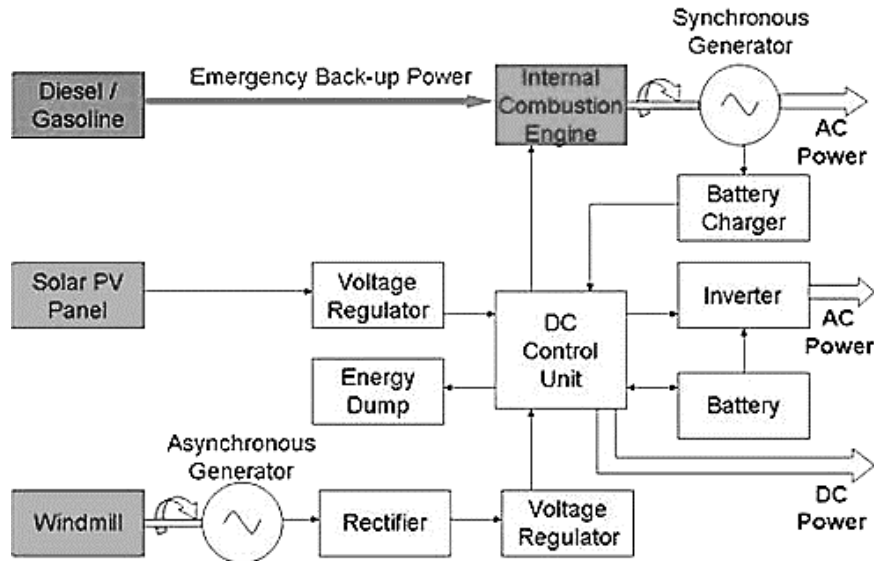 Synchronous
Generator
Diesel /
Gasoline
Emergency Back-up Power
Internal
Combustion
Engine
AC
Power
Battery
Charger
Solar PV
Panel
Voltage
Regulator
DC
Control
Unit
Inverter
AC
Power
Energy
Dump
Battery
Asynchronous
Generator
DC
Power
Windmill
Rectifier
Voltage
Regulator